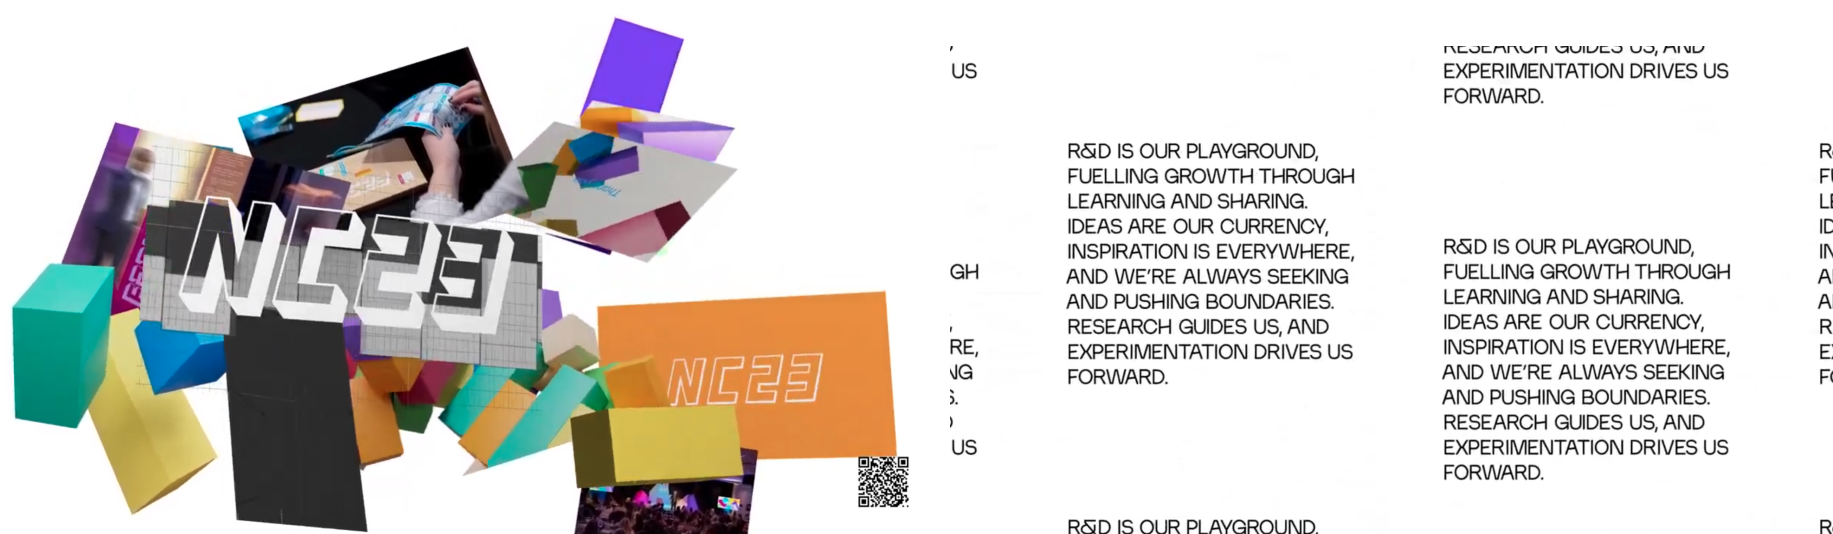 NC23
NC23
US
GH
RE,
NG
S.
US
R&D IS OUR PLAYGROUND,
FUELLING GROWTH THROUGH
LEARNING AND SHARING.
IDEAS ARE OUR CURRENCY,
INSPIRATION IS EVERYWHERE,
AND WE’RE ALWAYS SEEKING
AND PUSHING BOUNDARIES.
RESEARCH GUIDES US, AND
EXPERIMENTATION DRIVES US
FORWARD.
R&D IS OUR PLAYGROUND,
RESEARCH GUIDES US, AND
EXPERIMENTATION DRIVES US
FORWARD.
R&D IS OUR PLAYGROUND,
FUELLING GROWTH THROUGH
LEARNING AND SHARING.
IDEAS ARE OUR CURRENCY,
INSPIRATION IS EVERYWHERE,
AND WE’RE ALWAYS SEEKING
AND PUSHING BOUNDARIES.
RESEARCH GUIDES US, AND
EXPERIMENTATION DRIVES US
FORWARD.